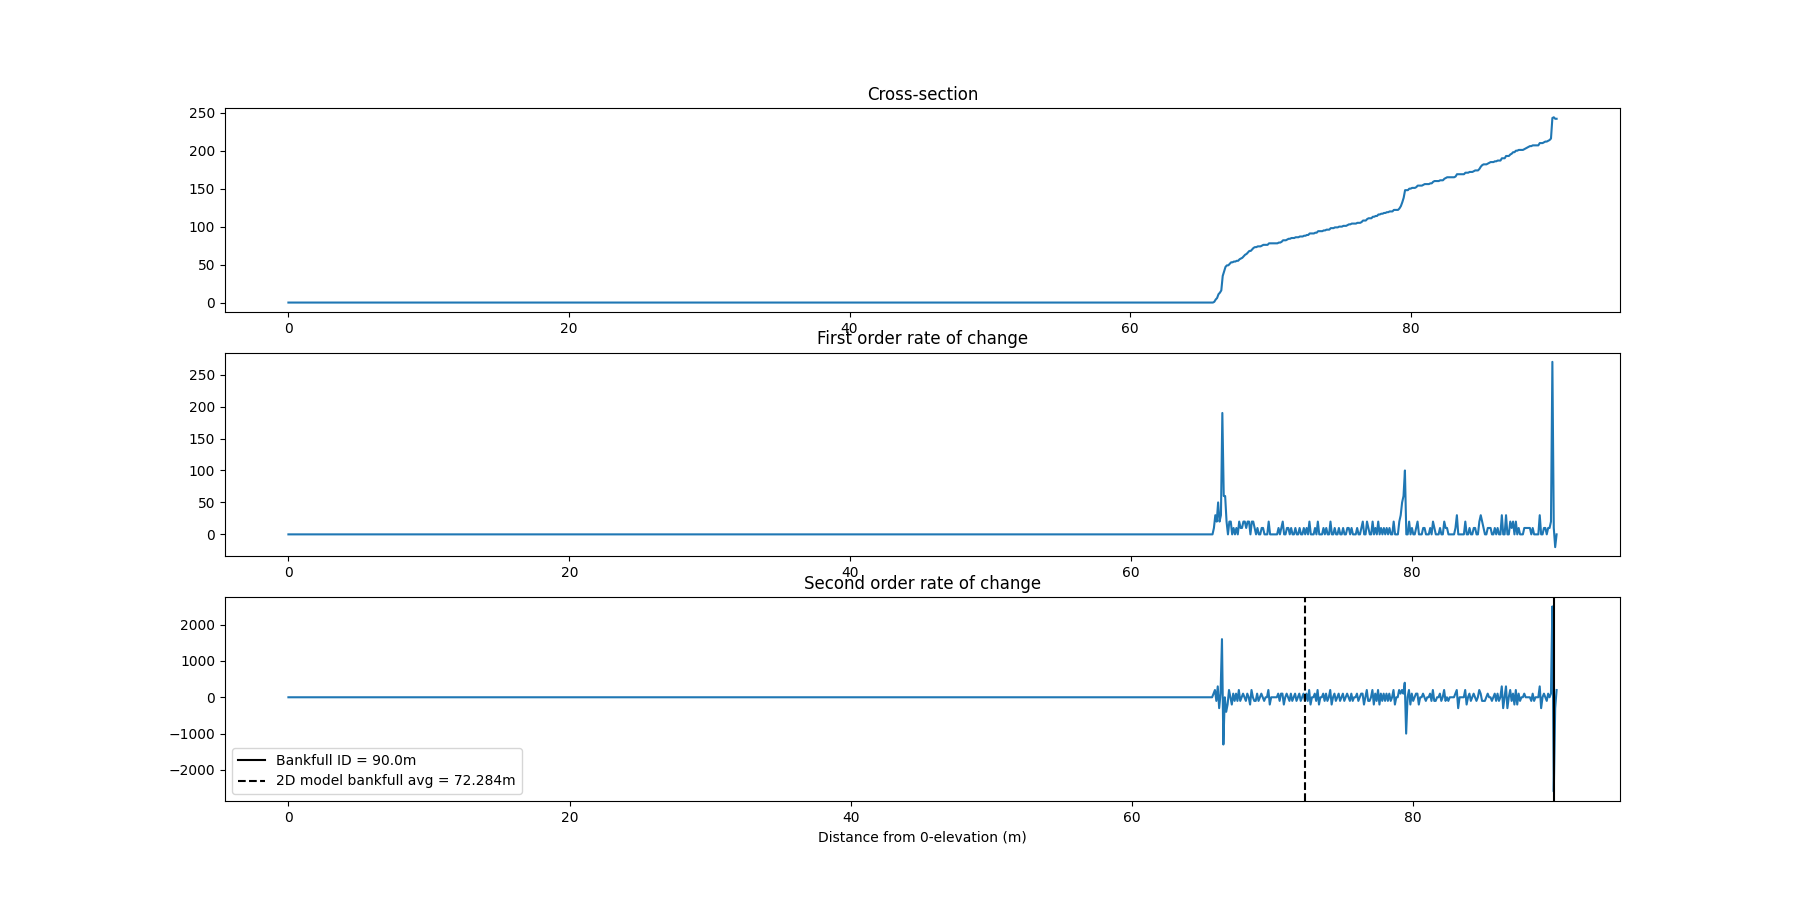 Cross-section
250
200
150
100
50
0
0 20 40 60 80
First order rate of change
250
200
150
100
50
0
0 20 40 60 80
Second order rate of change
2000
1000
0
−1000
−2000
Bankfull ID = 90.0m
2D model bankfull avg = 72.284m
0 20 40 60 80
Distance from 0-elevation (m)